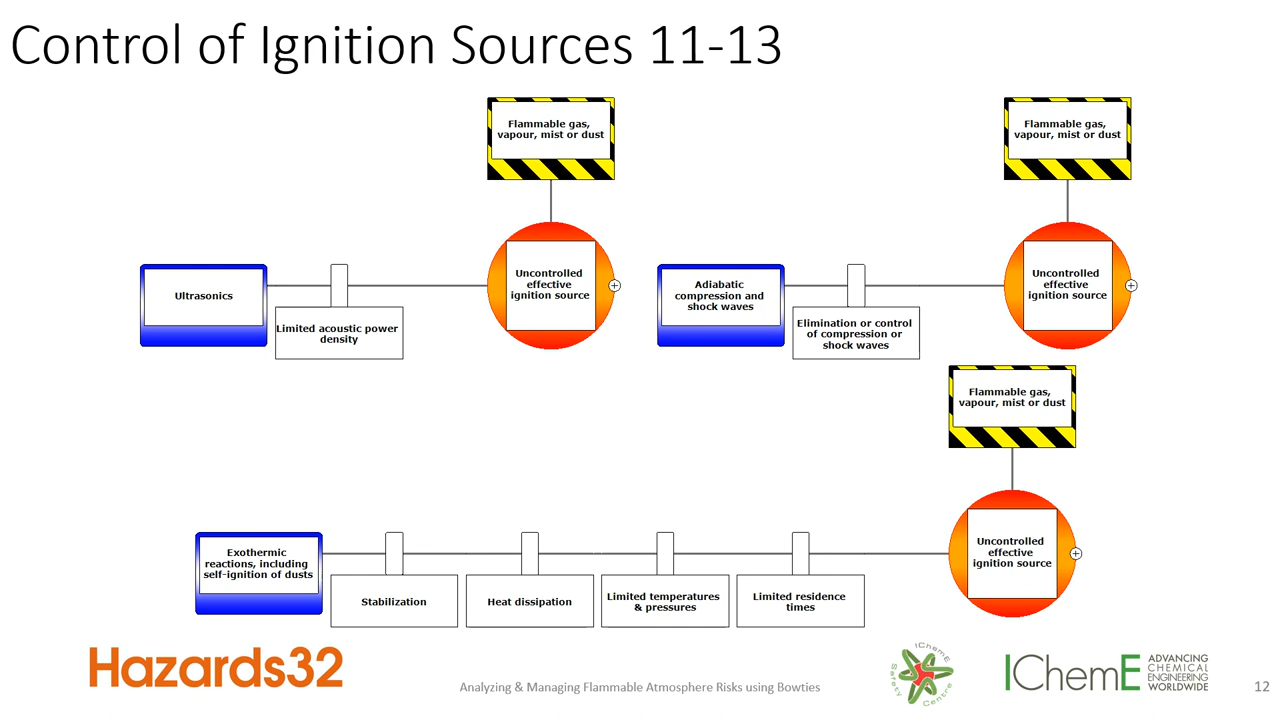 Control of Ignition Sources 11-13
Flammable gas,
vapour, mist or dust
Ultrasonics
Limited acoustic power
density
Uncontrolled
effective
ignition source
Flammable gas,
vapour, mist or dust
Adiabatic
compression and
shock waves
Elimination or control
of compression or
shock waves
Uncontrolled
effective
ignition source
Flammable gas,
vapour, mist or dust
Exothermic
reactions, including
self-ignition of dusts
Stabilization
Heat dissipation
Limited temperatures
& pressures
Limited residence
times
Uncontrolled
effective
ignition source
Hazards32
Analyzing & Managing Flammable Atmosphere Risks using Bowties
IChemE
Safety
Centre
IChemE
ADVANCING
CHEMICAL
ENGINEERING
WORLDWIDE
12